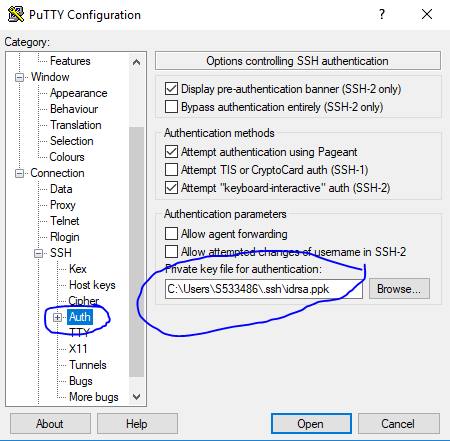 PuTTY Configuration
?
Category:
Features
Window
Appearance
Behaviour
Translation
Selection
Colours
Connection
Data
Proxy
Telnet
Rlogin
SSH
Kex
Host keys
Cipher
Auth
TTY
X11
Tunnels
Bugs
More bugs
Options controlling SSH authentication
Display pre-authentication banner (SSH-2 only)
Bypass authentication entirely (SSH-2 only)
Authentication methods
Attempt authentication using Pageant
Attempt TIS or CryptoCard auth (SSH-1)
Attempt "keyboard-interactive" auth (SSH-2)
Authentication parameters
Allow agent forwarding
Allow attempted changes of username in SSH-2
Private key file for authentication:
C:\Users\S533486\.ssh\idrsa.ppk
Browse...
About
Help
Open
Cancel